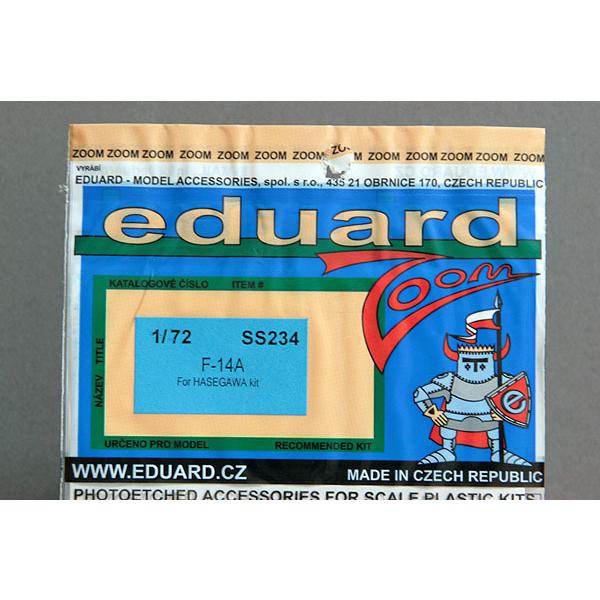 ZOOM ZOOM ZOOM ZOOM ZOOM ZOOM ZOOM ZOOM ZOOM ZOOM ZOOM ZOOM ZOOM
VYRÁBÍ
EDUARD - MODEL ACCESSORIES, spol. s r.o., 435 21 OBRNICE 170, CZECH REPUBLIC
eduard
Zoom
KATALOGOVÉ ČÍSLO ITEM #
NÁZEV TITLE
1/72 SS234
F-14A
For HASEGAWA kit
e
URČENO PRO MODEL RECOMMENDED KIT
WWW.EDUARD.CZ MADE IN CZECH REPUBLIC
PHOTOETCHED ACCESSORIES FOR SCALE PLASTIC KITS